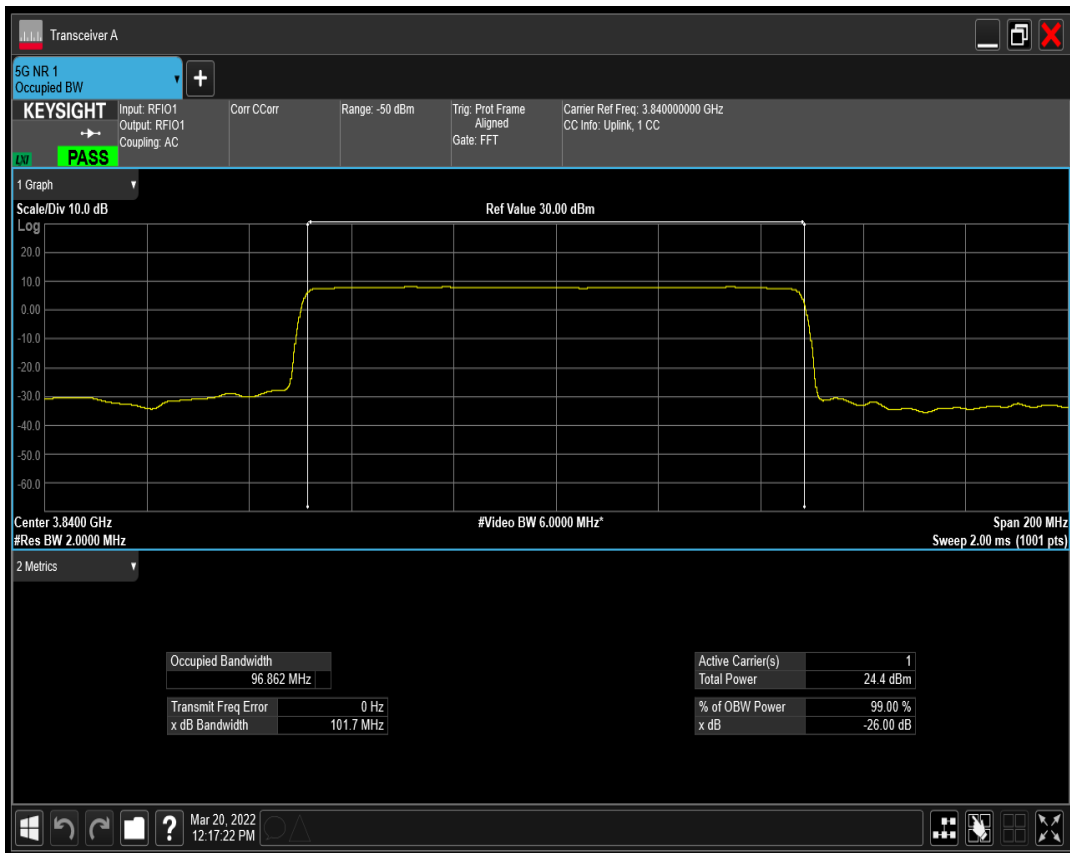 Transceiver A
5G NR 1
Occupied BW
KEYSIGHT
LXI
PASS
Input: RFIO1
Output: RFIO1
Coupling: AC
Corr CCorr
Range: -50 dBm
Trig: Prot Frame
Aligned
Gate: FFT
Carrier Ref Freq: 3.840000000 GHz
CC Info: Uplink, 1 CC
1 Graph
Scale/Div 10.0 dB
Ref Value 30.00 dBm
Log
20.0
10.0
0.00
-10.0
-20.0
-30.0
-40.0
-50.0
-60.0
Center 3.8400 GHz
#Video BW 6.0000 MHz*
Span 200 MHz
#Res BW 2.0000 MHz
Sweep 2.00 ms (1001 pts)
2 Metrics
Occupied Bandwidth
96.862 MHz
Transmit Freq Error 0 Hz
x dB Bandwidth 101.7 MHz
Active Carrier(s) 1
Total Power 24.4 dBm
% of OBW Power 99.00 %
x dB -26.00 dB
?
Mar 20, 2022
12:17:22 PM